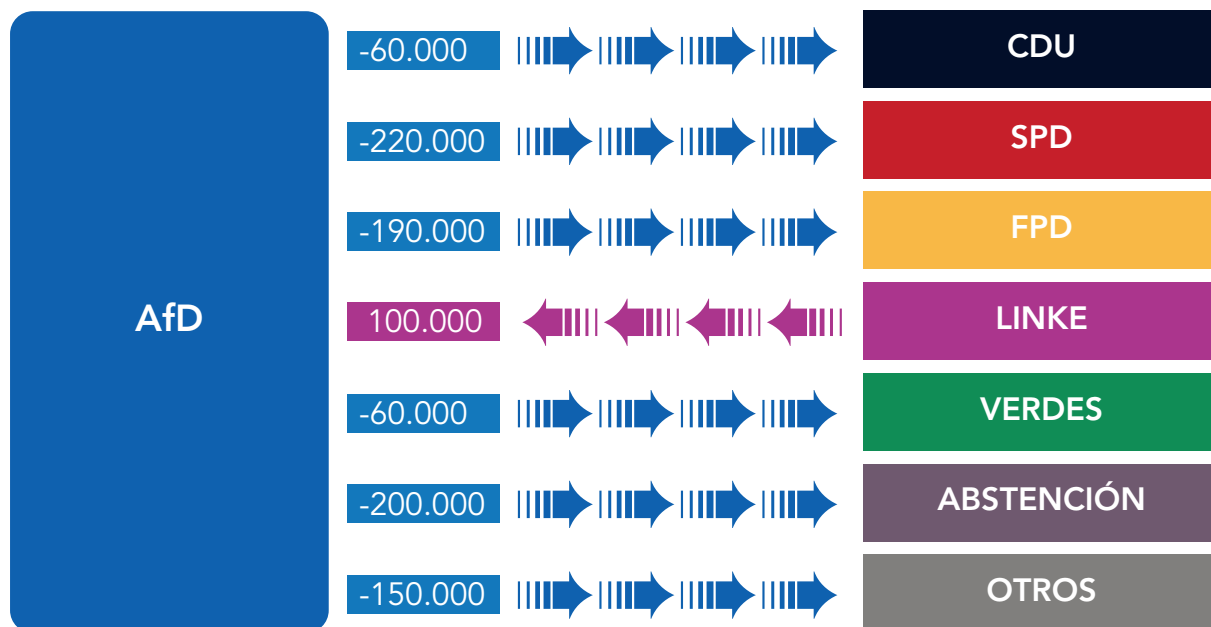 AfD
-60.000
CDU
-220.000
SPD
-190.000
FPD
100.000
LINKE
-60.000
VERDES
-200.000
ABSTENCIÓN
-150.000
OTROS